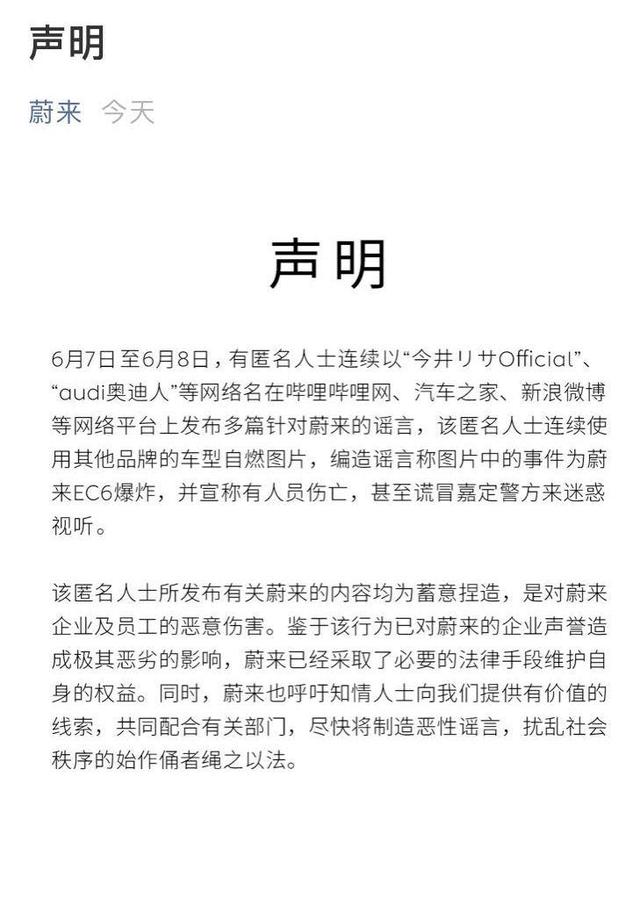 声明
蔚来 今天
声明
6月7日至6月8日，有匿名人士连续以“今井リサOfficial”、
“audi奥迪人”等网络名在哔哩哔哩网、汽车之家、新浪微博
等网络平台上发布多篇针对蔚来的谣言，该匿名人士连续使
用其他品牌的车型自燃图片，编造谣言称图片中的事件为蔚
来EC6爆炸，并宣称有人员伤亡，甚至谎冒嘉定警方来迷惑
视听。
该匿名人士所发布有关蔚来的内容均为蓄意捏造，是对蔚来
企业及员工的恶意伤害。鉴于该行为已对蔚来的企业声誉造
成极其恶劣的影响，蔚来已经采取了必要的法律手段维护自
身的权益。同时，蔚来也呼吁知情人士向我们提供有价值的
线索，共同配合有关部门，尽快将制造恶性谣言，扰乱社会
秩序的始作俑者绳之以法。